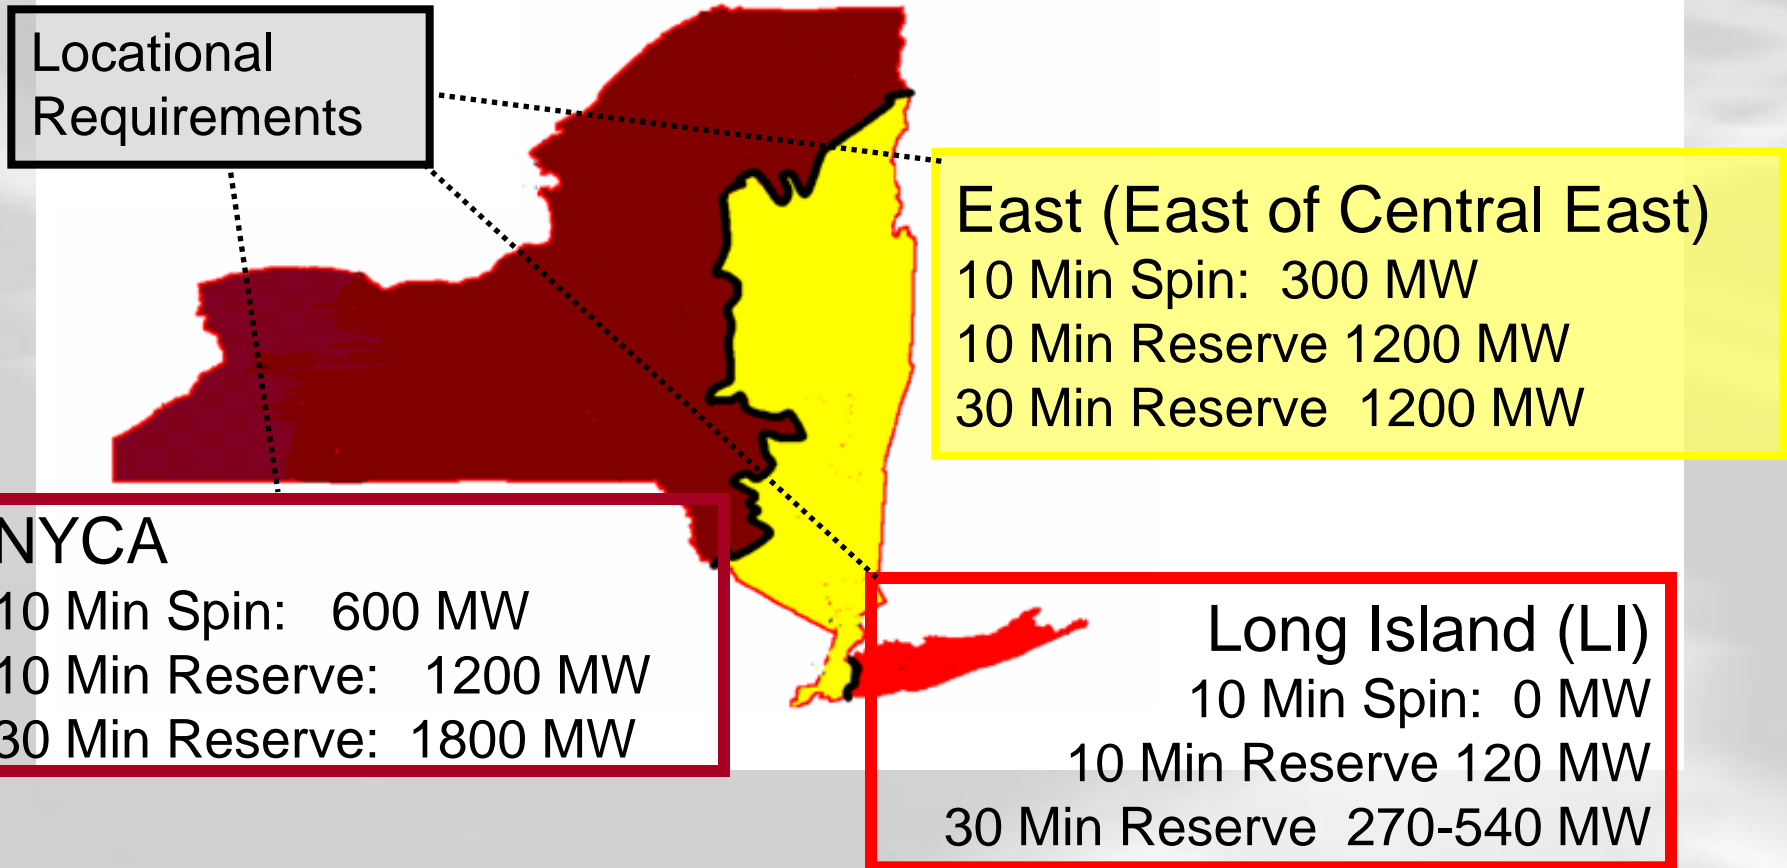 Locational
Requirements
East (East of Central East)
10 Min Spin: 300 MW
10 Min Reserve 1200 MW
30 Min Reserve 1200 MW
NYCA
10 Min Spin: 600 MW
10 Min Reserve: 1200 MW
30 Min Reserve: 1800 MW
Long Island (LI)
10 Min Spin: 0 MW
10 Min Reserve 120 MW
30 Min Reserve 270-540 MW